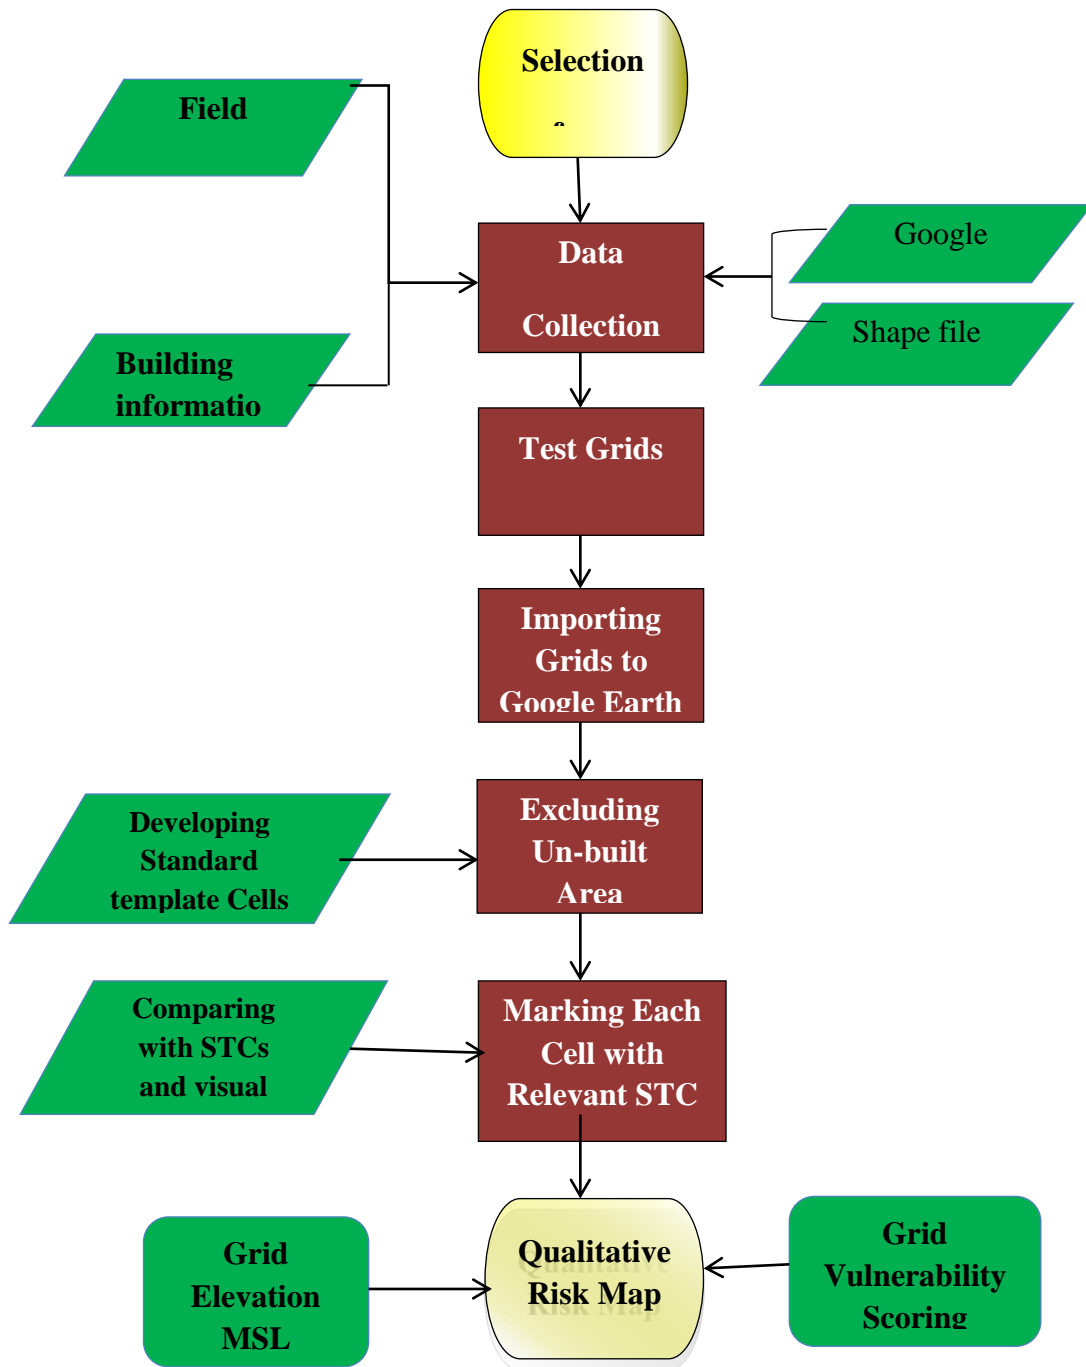 Selection
Field
Data
Collection
Google
Shape file
Building
informatio
Test Grids
Importing
Grids to
Google Earth
Excluding
Un-built
Area
Developing
Standard
template Cells
Marking Each
Cell with
Relevant STC
Comparing
with STCs
and visual
Qualitative
Risk Map
Grid
Elevation
MSL
Grid
Vulnerability
Scoring